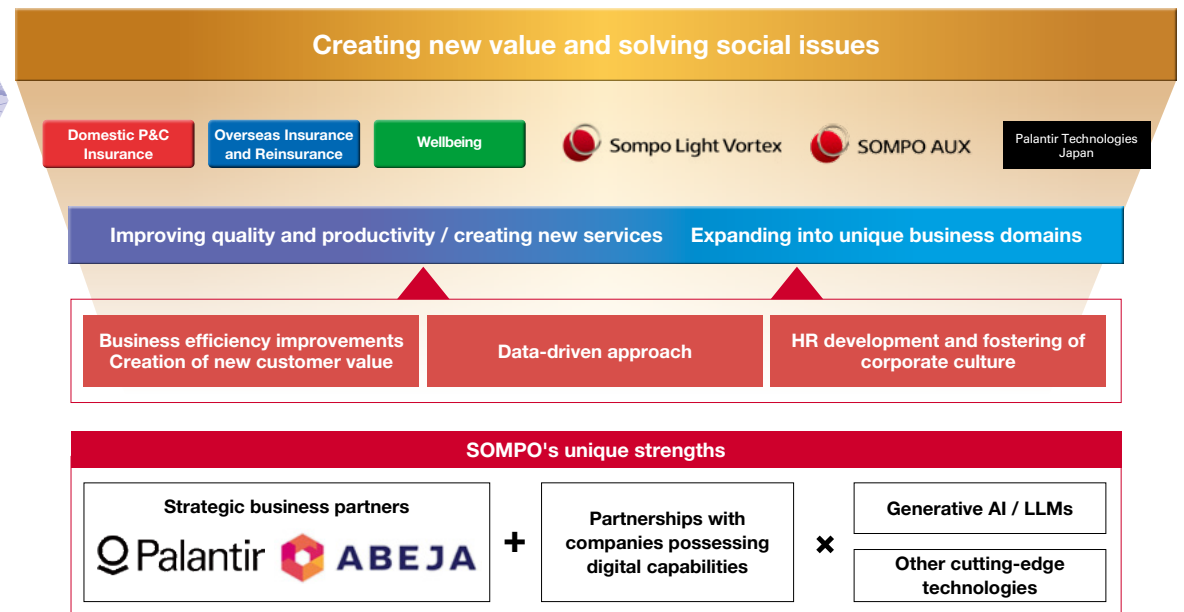 Creating new value and solving social issues
Domestic P&C
Insurance
Overseas Insurance
and Reinsurance
Wellbeing
Sompo Light Vortex
SOMPO AUX
Palantir Technologies
Japan
Improving quality and productivity / creating new services
Expanding into unique business domains
Business efficiency improvements
Creation of new customer value
Data-driven approach
HR development and fostering of
corporate culture
SOMPO's unique strengths
Strategic business partners
Palantir
ABEJA
+
Partnerships with
companies possessing
digital capabilities
×
Generative AI / LLMs
Other cutting-edge
technologies